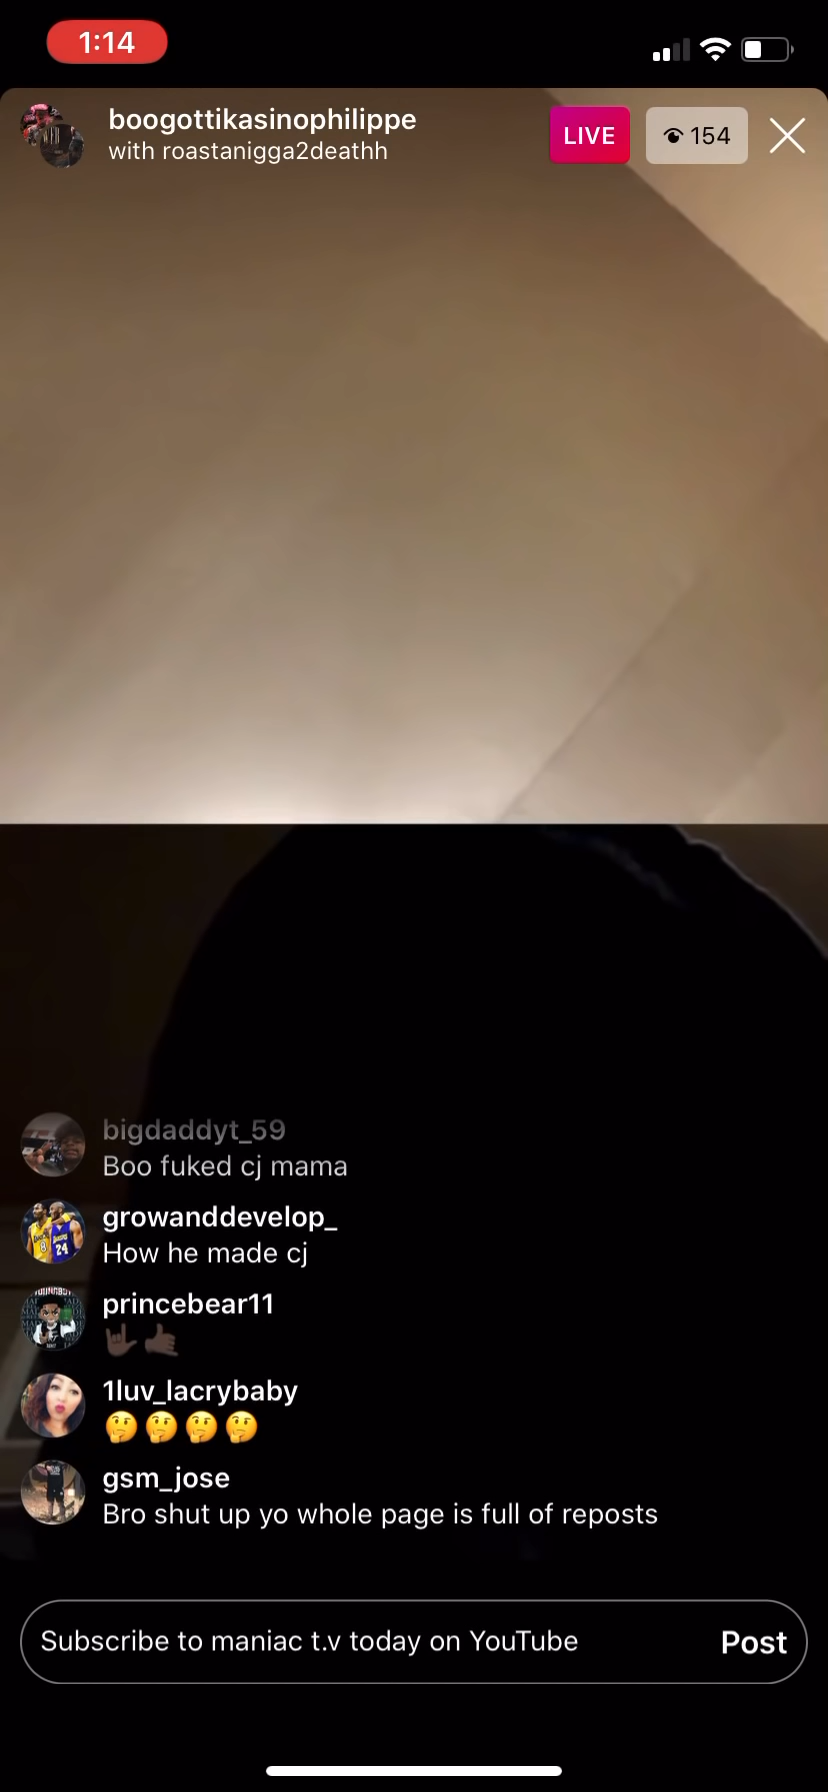 1:14
boogottikasinophilippe
with roastanigga2deathh
LIVE
154
bigdaddyt_59
Boo fuked cj mama
growanddevelop_
How he made cj
princebear11
🤟🏿🤙🏿
1luv_lacrybaby
🤔🤔🤔🤔
gsm_jose
Bro shut up yo whole page is full of reposts
Subscribe to maniac t.v today on YouTube
Post